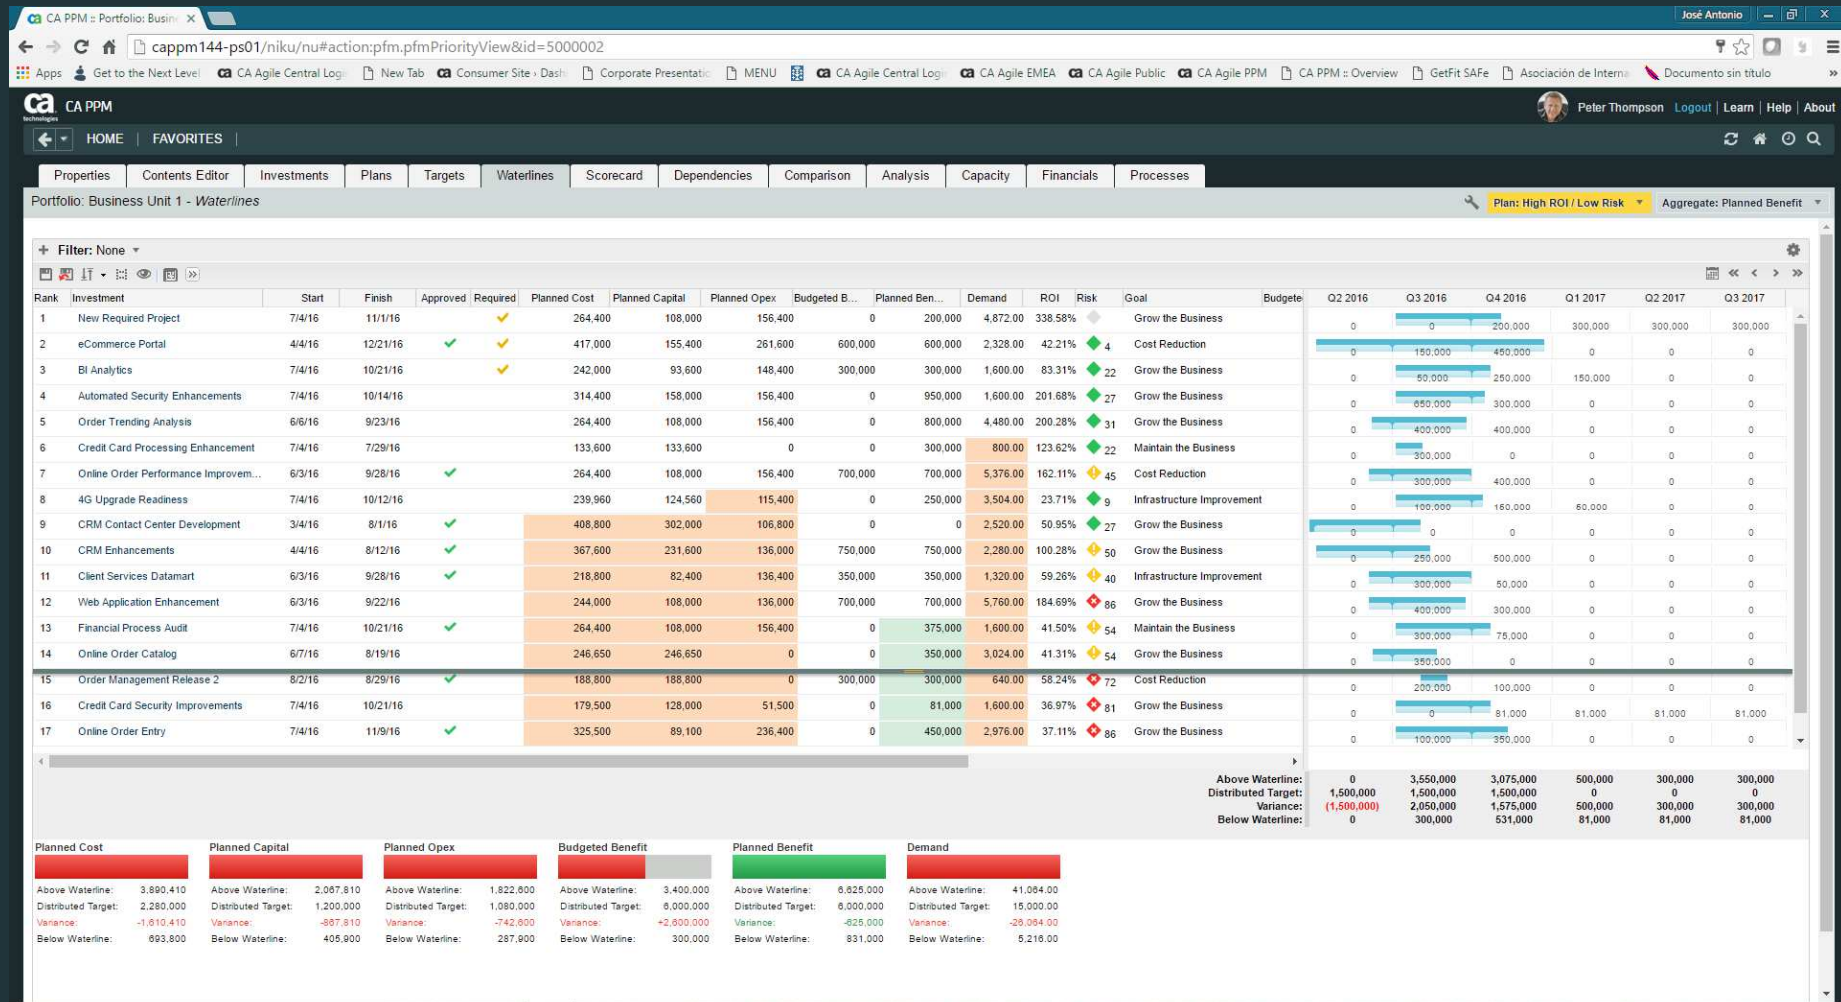 CA PPM :: Portfolio: Busin
José Antonio
cappm144-ps01/niku/nu#action:pfm.pfmPriorityView&id=5000002
Apps Get to the Next Level CA Agile Central Logi New Tab Consumer Site › Dash Corporate Presentatio MENU CA Agile Central Logi CA Agile EMEA CA Agile Public CA Agile PPM CA PPM :: Overview GetFit SAFe Asociación de Interna Documento sin título »
ca technologies CA PPM
Peter Thompson Logout | Learn | Help | About
HOME | FAVORITES |
Properties Contents Editor Investments Plans Targets Waterlines Scorecard Dependencies Comparison Analysis Capacity Financials Processes
Portfolio: Business Unit 1 - Waterlines Plan: High ROI / Low Risk Aggregate: Planned Benefit
+ Filter: None
Rank Investment Start Finish Approved Required Planned Cost Planned Capital Planned Opex Budgeted B... Planned Ben... Demand ROI Risk Goal Budgete Q2 2016 Q3 2016 Q4 2016 Q1 2017 Q2 2017 Q3 2017
1 New Required Project 7/4/16 11/1/16 264,400 108,000 156,400 0 200,000 4,872.00 338.58% Grow the Business 0 0 200,000 300,000 300,000 300,000
2 eCommerce Portal 4/4/16 12/21/16 417,000 155,400 261,600 600,000 600,000 2,328.00 42.21% 4 Cost Reduction 0 150,000 450,000 0 0 0
3 BI Analytics 7/4/16 10/21/16 242,000 93,600 148,400 300,000 300,000 1,600.00 83.31% 22 Grow the Business 0 50,000 250,000 150,000 0 0
4 Automated Security Enhancements 7/4/16 10/14/16 314,400 158,000 156,400 0 950,000 1,600.00 201.68% 27 Grow the Business 0 650,000 300,000 0 0 0
5 Order Trending Analysis 6/6/16 9/23/16 264,400 108,000 156,400 0 800,000 4,480.00 200.28% 31 Grow the Business 0 400,000 400,000 0 0 0
6 Credit Card Processing Enhancement 7/4/16 7/29/16 133,600 133,600 0 0 300,000 800.00 123.62% 22 Maintain the Business 0 300,000 0 0 0 0
7 Online Order Performance Improvem... 6/3/16 9/28/16 264,400 108,000 156,400 700,000 700,000 5,376.00 162.11% 45 Cost Reduction 0 300,000 400,000 0 0 0
8 4G Upgrade Readiness 7/4/16 10/12/16 239,960 124,560 115,400 0 250,000 3,504.00 23.71% 9 Infrastructure Improvement 0 100,000 150,000 60,000 0 0
9 CRM Contact Center Development 3/4/16 8/1/16 408,800 302,000 106,800 0 0 2,520.00 50.95% 27 Grow the Business 0 0 0 0 0 0
10 CRM Enhancements 4/4/16 8/12/16 367,600 231,600 136,000 750,000 750,000 2,280.00 100.28% 50 Grow the Business 0 250,000 500,000 0 0 0
11 Client Services Datamart 6/3/16 9/28/16 218,800 82,400 136,400 350,000 350,000 1,320.00 59.26% 40 Infrastructure Improvement 0 300,000 50,000 0 0 0
12 Web Application Enhancement 6/3/16 9/22/16 244,000 108,000 136,000 700,000 700,000 5,760.00 184.69% 86 Grow the Business 0 400,000 300,000 0 0 0
13 Financial Process Audit 7/4/16 10/21/16 264,400 108,000 156,400 0 375,000 1,600.00 41.50% 54 Maintain the Business 0 300,000 75,000 0 0 0
14 Online Order Catalog 6/7/16 8/19/16 246,650 246,650 0 0 350,000 3,024.00 41.31% 54 Grow the Business 0 350,000 0 0 0 0
15 Order Management Release 2 8/2/16 8/29/16 188,800 188,800 0 300,000 300,000 640.00 58.24% 72 Cost Reduction 0 200,000 100,000 0 0 0
16 Credit Card Security Improvements 7/4/16 10/21/16 179,500 128,000 51,500 0 81,000 1,600.00 36.97% 81 Grow the Business 0 0 81,000 81,000 81,000 81,000
17 Online Order Entry 7/4/16 11/9/16 325,500 89,100 236,400 0 450,000 2,976.00 37.11% 86 Grow the Business 0 100,000 350,000 0 0 0
Above Waterline: 0 3,550,000 3,075,000 500,000 300,000 300,000
Distributed Target: 1,500,000 1,500,000 1,500,000 0 0 0
Variance: (1,500,000) 2,050,000 1,575,000 500,000 300,000 300,000
Below Waterline: 0 300,000 531,000 81,000 81,000 81,000
Planned Cost Planned Capital Planned Opex Budgeted Benefit Planned Benefit Demand
Above Waterline: 3,890,410 Above Waterline: 2,067,810 Above Waterline: 1,822,600 Above Waterline: 3,400,000 Above Waterline: 6,625,000 Above Waterline: 41,064.00
Distributed Target: 2,280,000 Distributed Target: 1,200,000 Distributed Target: 1,080,000 Distributed Target: 6,000,000 Distributed Target: 6,000,000 Distributed Target: 15,000.00
Variance: -1,610,410 Variance: -867,810 Variance: -742,600 Variance: +2,600,000 Variance: -625,000 Variance: -26,064.00
Below Waterline: 693,800 Below Waterline: 405,900 Below Waterline: 287,900 Below Waterline: 300,000 Below Waterline: 831,000 Below Waterline: 5,216.00